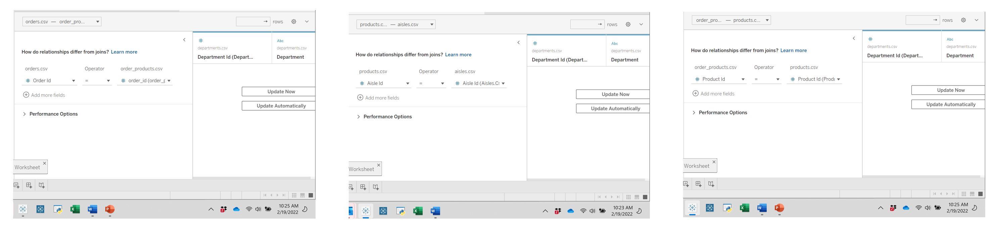 orders.csv — order_pro...
rows
How do relationships differ from joins? Learn more
orders.csv Operator order_products.csv
# Order Id = # order_id (order_p
Add more fields
Performance Options
# Abc
departments.csv departments.csv
Department Id (Depart... Department
Update Now
Update Automatically
Worksheet
10:25 AM
2/19/2022
products.c... — aisles.csv
rows
How do relationships differ from joins? Learn more
products.csv Operator aisles.csv
# Aisle Id = # Aisle Id (Aisles.C
Add more fields
Performance Options
# Abc
departments.csv departments.csv
Department Id (Depart... Department
Update Now
Update Automatically
Worksheet
10:23 AM
2/19/2022
order_pro... — products.c...
rows
How do relationships differ from joins? Learn more
order_products.csv Operator products.csv
# Product Id = # Product Id (Produ
Add more fields
Performance Options
# Abc
departments.csv departments.csv
Department Id (Depart... Department
Update Now
Update Automatically
Worksheet
10:25 AM
2/19/2022